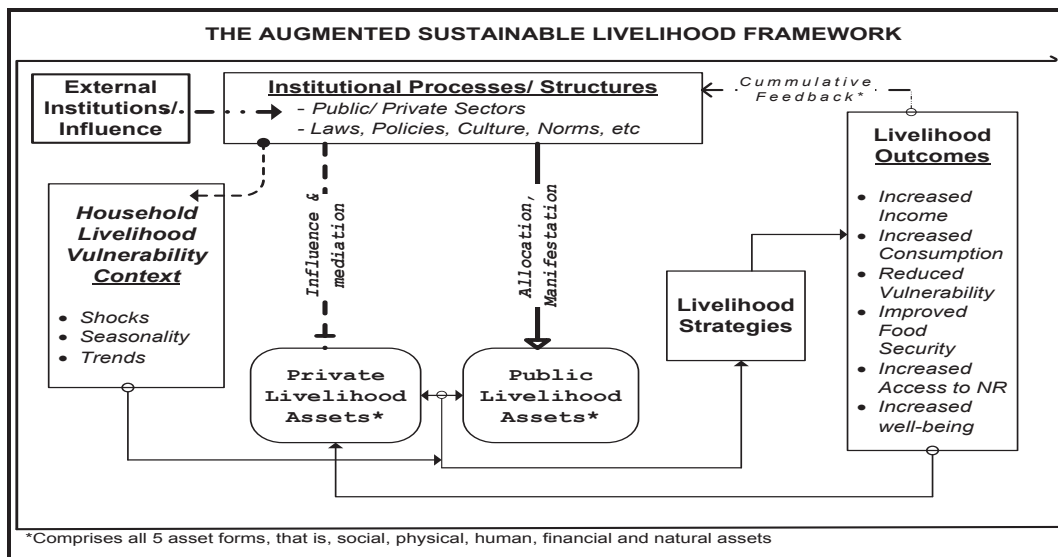 THE AUGMENTED SUSTAINABLE LIVELIHOOD FRAMEWORK
External
Institutions/
Influence
Institutional Processes/ Structures
- Public/ Private Sectors
- Laws, Policies, Culture, Norms, etc
Cummulative
Feedback*
Household
Livelihood
Vulnerability
Context
• Shocks
• Seasonality
• Trends
Influence &
mediation
Allocation,
Manifestation
Private
Livelihood
Assets*
Public
Livelihood
Assets*
Livelihood
Strategies
Livelihood
Outcomes
• Increased
Income
• Increased
Consumption
• Reduced
Vulnerability
• Improved
Food
Security
• Increased
Access to NR
• Increased
well-being
*Comprises all 5 asset forms, that is, social, physical, human, financial and natural assets